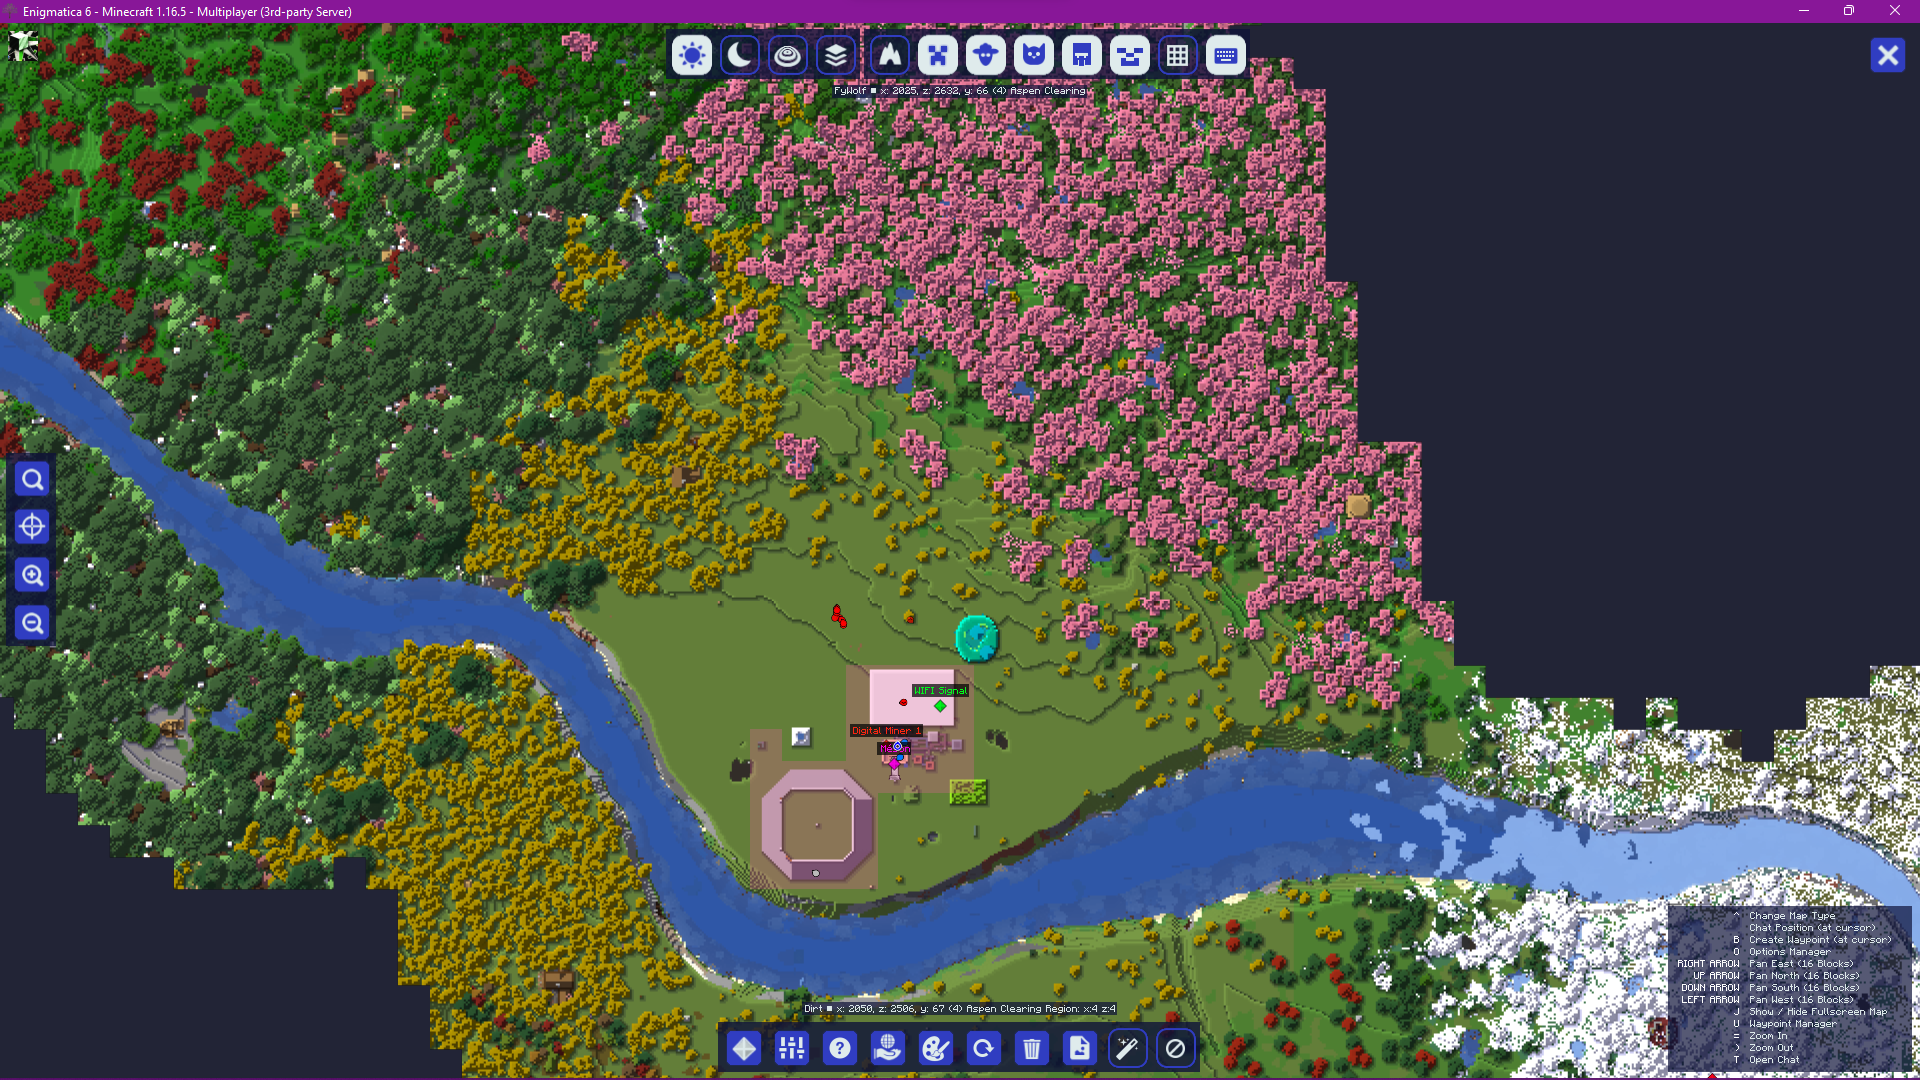 Enigmatica 6 - Minecraft 1.16.5 - Multiplayer (3rd-party Server)
FyWolf ■ x: 2025, z: 2632, y: 66 (4) Aspen Clearing
WIFI Signal
Digital Miner 1
^ Change Map Type
Chat Position (at cursor)
B Create Waypoint (at cursor)
O Options Manager
RIGHT ARROW Pan East (16 Blocks)
UP ARROW Pan North (16 Blocks)
DOWN ARROW Pan South (16 Blocks)
LEFT ARROW Pan West (16 Blocks)
J Show / Hide Fullscreen Map
U Waypoint Manager
= Zoom In
) Zoom Out
T Open Chat
Dirt ■ x: 2050, z: 2506, y: 67 (4) Aspen Clearing Region: x:4 z:4